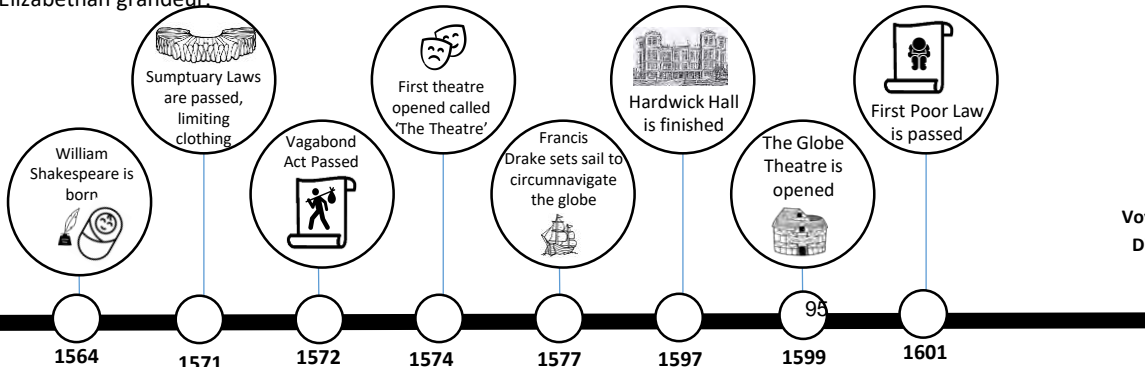 Elizabethan grandeur.
Sumptuary Laws
are passed,
limiting
clothing
First theatre
opened called
‘The Theatre’
Hardwick Hall
is finished
First Poor Law
is passed
William
Shakespeare is
born
Vagabond
Act Passed
Francis
Drake sets sail to
circumnavigate
the globe
The Globe
Theatre is
opened
95
1564
1571
1572
1574
1577
1597
1599
1601